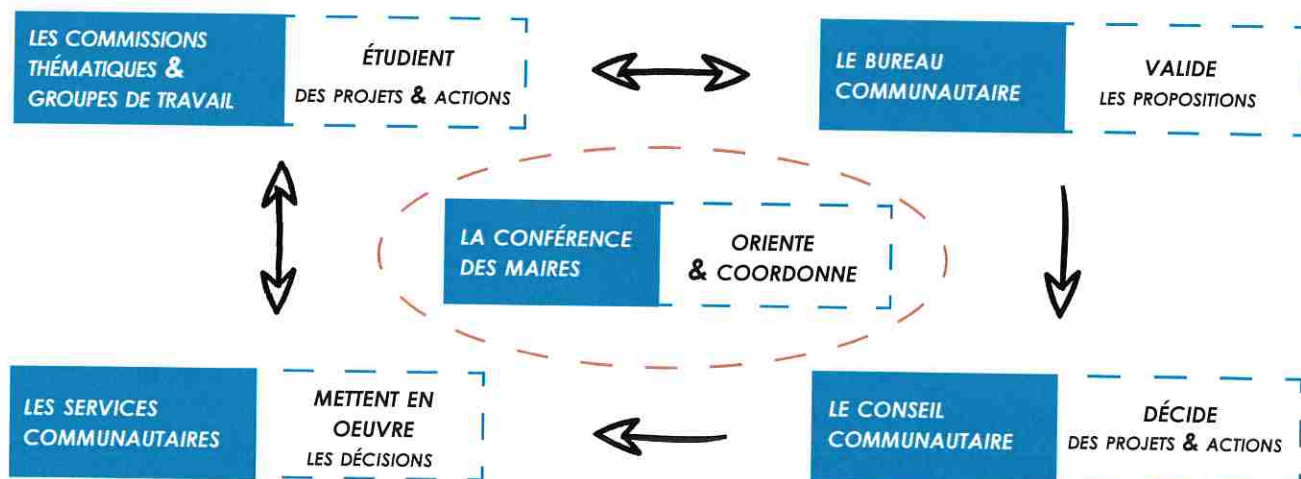 LES COMMISSIONS
THÉMATIQUES &
GROUPES DE TRAVAIL
ÉTUDIENT
DES PROJETS & ACTIONS
LE BUREAU
COMMUNAUTAIRE
VALIDE
LES PROPOSITIONS
LA CONFÉRENCE
DES MAIRES
ORIENTE
& COORDONNE
LES SERVICES
COMMUNAUTAIRES
METTENT EN
OEUVRE
LES DÉCISIONS
LE CONSEIL
COMMUNAUTAIRE
DÉCIDE
DES PROJETS & ACTIONS